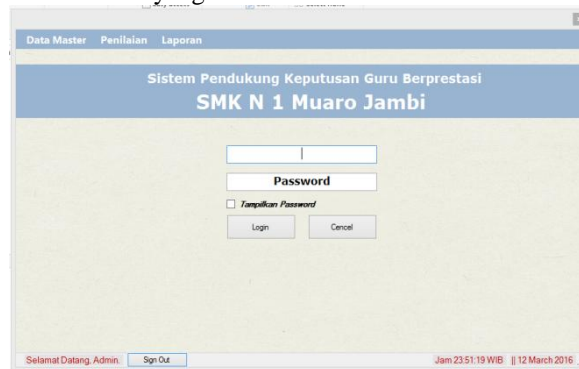 Data Master Penilaian Laporan
Sistem Pendukung Keputusan Guru Berprestasi
SMK N 1 Muaro Jambi
Password
Tampilkan Password
Login Cencel
Selamat Datang, Admin. Sign Out Jam 23:51:19 WIB || 12 March 2016